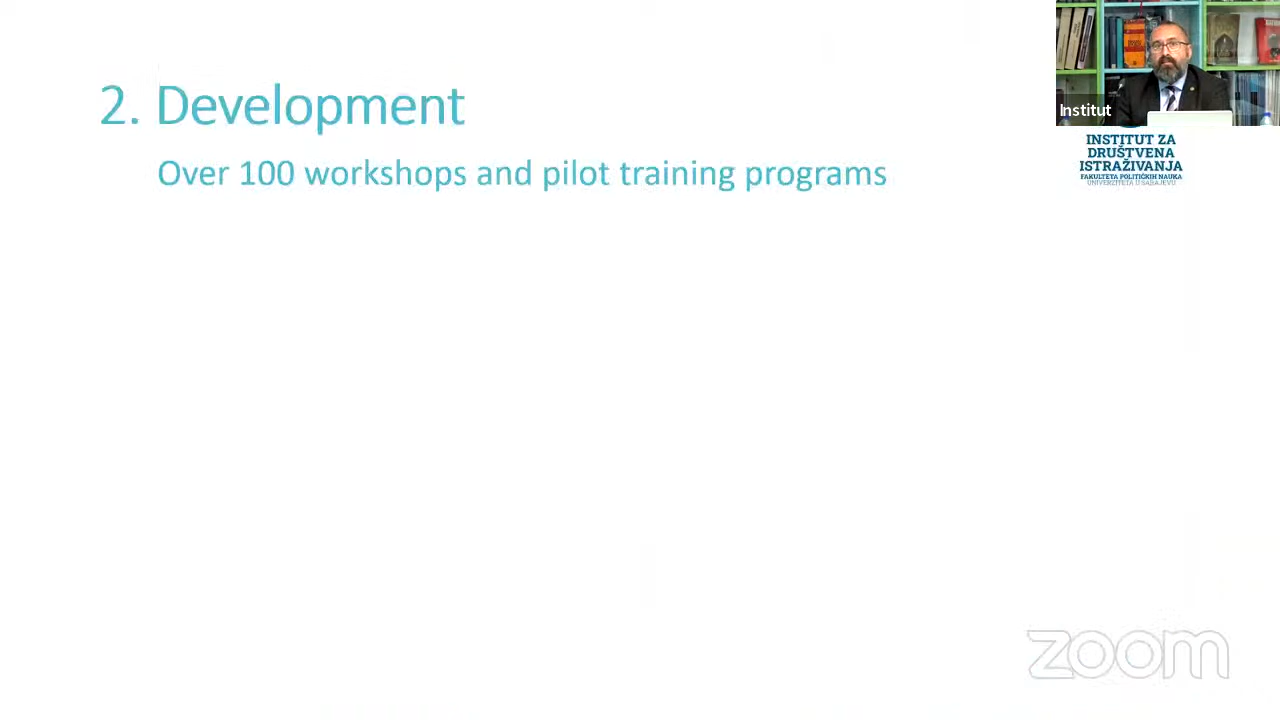 2. Development
Over 100 workshops and pilot training programs
Institut
INSTITUT ZA
DRUŠTVENA
ISTRAŽIVANJA
FAKULTETA POLITIČKIH NAUKA
UNIVERZITETA U SARAJEVU
zoom